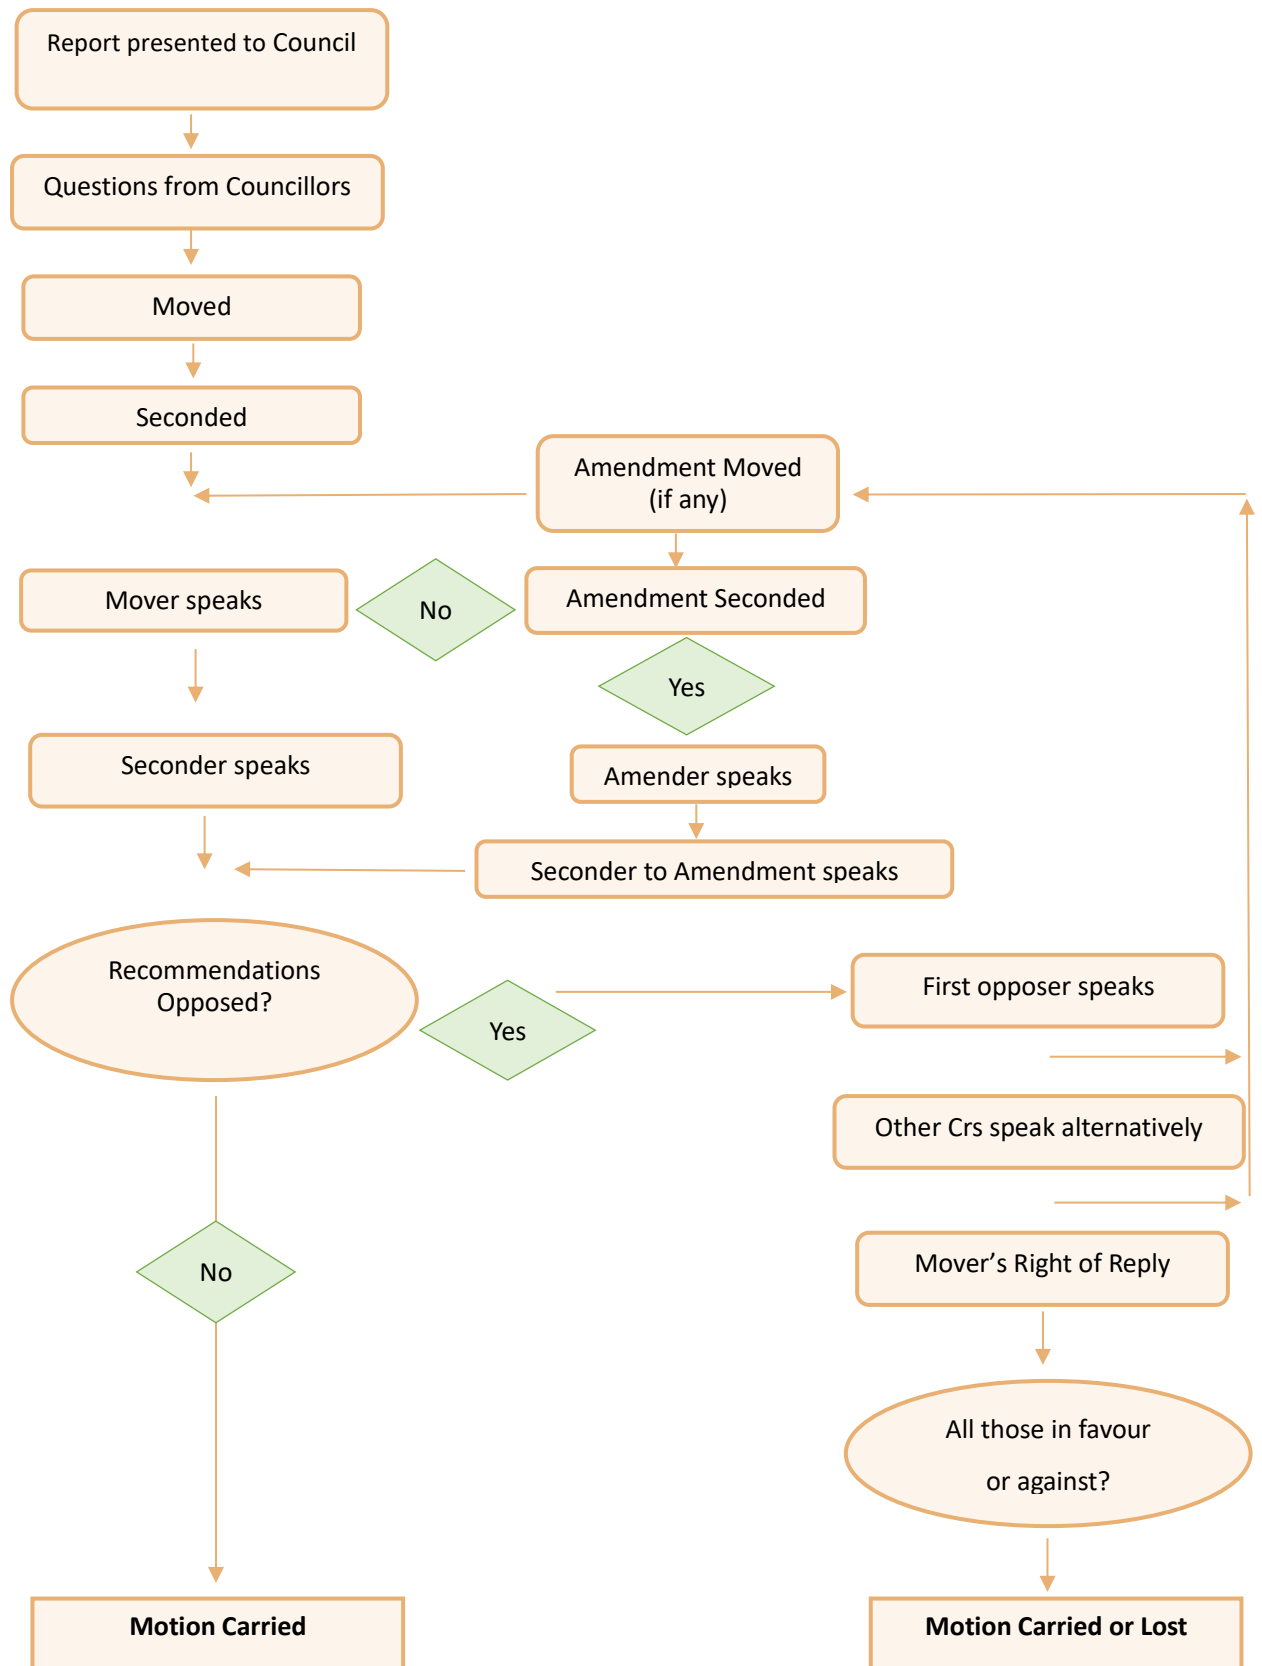 Report presented to Council
Questions from Councillors
Moved
Seconded
Amendment Moved
(if any)
Mover speaks
No
Amendment Seconded
Yes
Seconder speaks
Amender speaks
Seconder to Amendment speaks
Recommendations
Opposed?
Yes
First opposer speaks
Other Crs speak alternatively
No
Mover’s Right of Reply
All those in favour
or against?
Motion Carried
Motion Carried or Lost